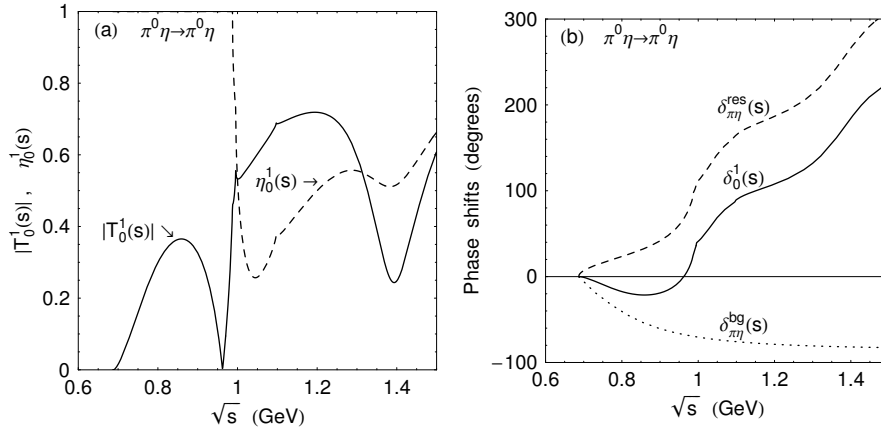 (a) π⁰η→π⁰η
|T₀¹(s)| , η₀¹(s)
1
0.8
0.6
0.4
0.2
0
|T₀¹(s)| ↘
η₀¹(s) →
0.6 0.8 1 1.2 1.4
√s (GeV)
(b) π⁰η→π⁰η
Phase shifts (degrees)
300
200
100
0
−100
δ_πη^res(s)
δ₀¹(s)
δ_πη^bg(s)
0.6 0.8 1 1.2 1.4
√s (GeV)